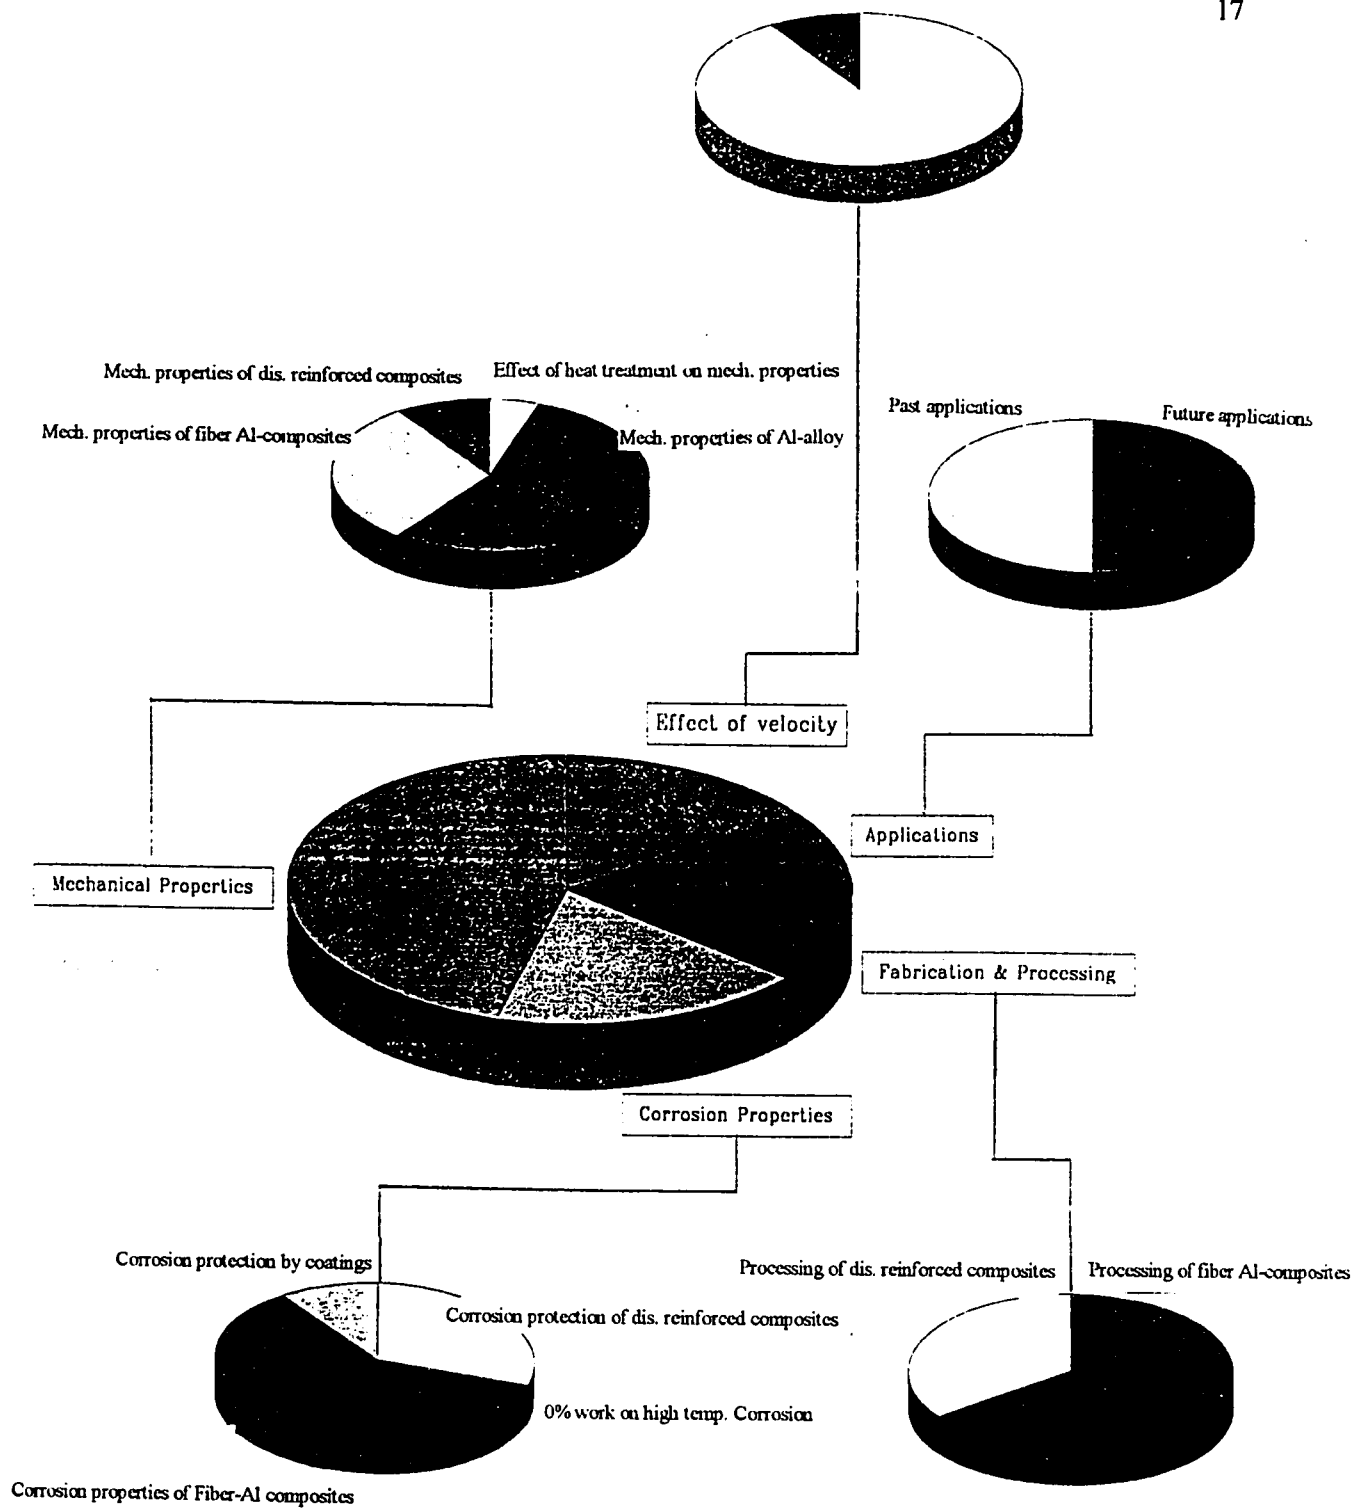 17
Mech. properties of dis. reinforced composites
Effect of heat treatment on mech. properties
Mech. properties of fiber Al-composites
Mech. properties of Al-alloy
Past applications
Future applications
Effect of velocity
Applications
Mechanical Properties
Fabrication & Processing
Corrosion Properties
Corrosion protection by coatings
Processing of dis. reinforced composites
Processing of fiber Al-composites
Corrosion protection of dis. reinforced composites
0% work on high temp. Corrosion
Corrosion properties of Fiber-Al composites